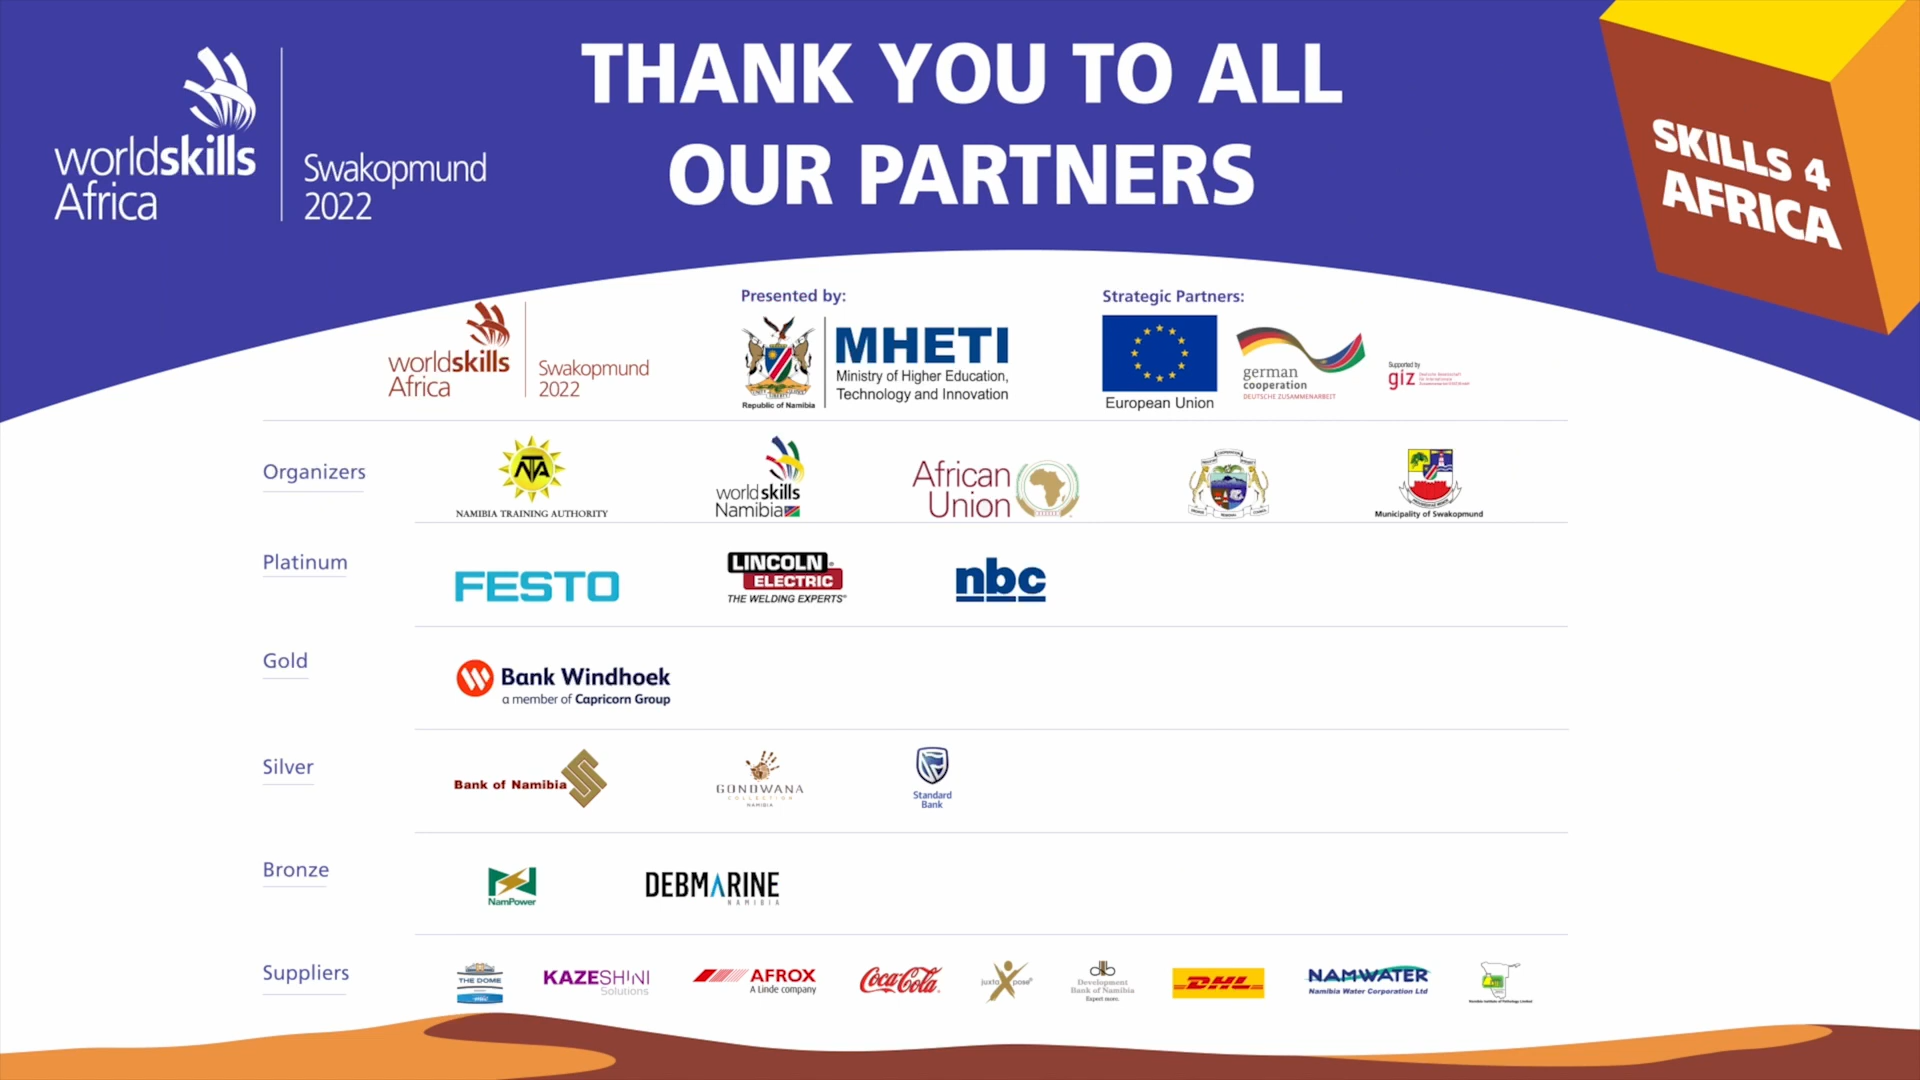 THANK YOU TO ALL
OUR PARTNERS
worldskills
Africa
Swakopmund
2022
SKILLS 4
AFRICA
worldskills
Africa
Swakopmund
2022
Presented by:
Republic of Namibia
MHETI
Ministry of Higher Education,
Technology and Innovation
Strategic Partners:
European Union
german
cooperation
DEUTSCHE ZUSAMMENARBEIT
Supported by
giz
Organizers
NTA
NAMIBIA TRAINING AUTHORITY
worldskills
Namibia
African
Union
Municipality of Swakopmund
Platinum
FESTO
LINCOLN
ELECTRIC
THE WELDING EXPERTS®
nbc
Gold
Bank Windhoek
a member of Capricorn Group
Silver
Bank of Namibia
GONDWANA
COLLECTION
NAMIBIA
Standard
Bank
Bronze
NamPower
DEBMARINE
NAMIBIA
Suppliers
THE DOME
KAZESHINI
Solutions
AFROX
A Linde company
Coca-Cola
juxta pose
Development
Bank of Namibia
Expect more.
DHL
NAMWATER
Namibia Water Corporation Ltd